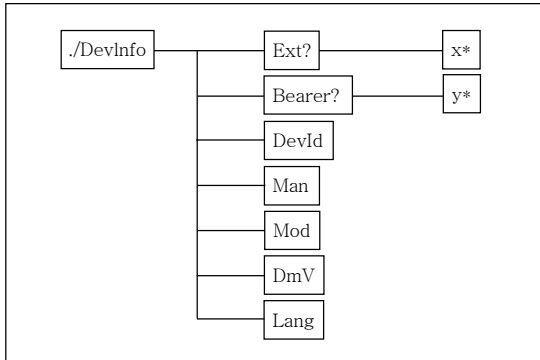 ./DevInfo Ext? x*
Bearer? y*
DevId
Man
Mod
DmV
Lang